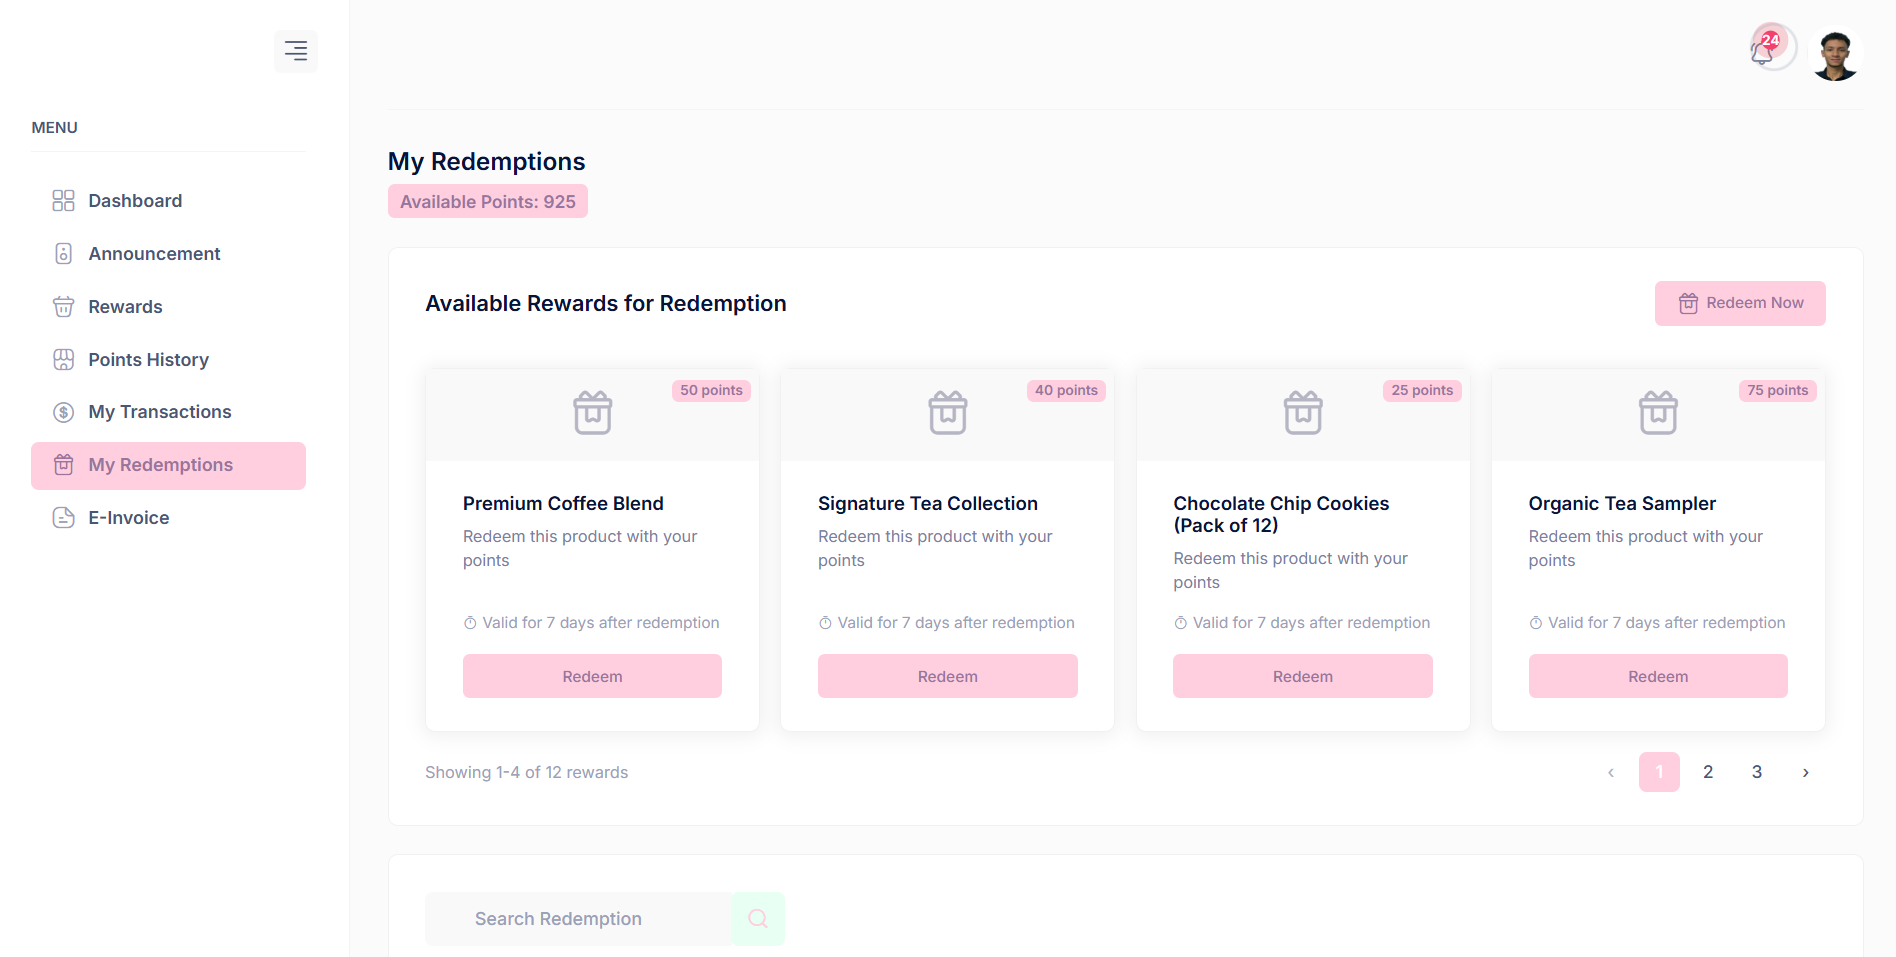 24
MENU
Dashboard
Announcement
Rewards
Points History
My Transactions
My Redemptions
E-Invoice
My Redemptions
Available Points: 925
Available Rewards for Redemption
Redeem Now
50 points
Premium Coffee Blend
Redeem this product with your
points
Valid for 7 days after redemption
Redeem
40 points
Signature Tea Collection
Redeem this product with your
points
Valid for 7 days after redemption
Redeem
25 points
Chocolate Chip Cookies
(Pack of 12)
Redeem this product with your
points
Valid for 7 days after redemption
Redeem
75 points
Organic Tea Sampler
Redeem this product with your
points
Valid for 7 days after redemption
Redeem
Showing 1-4 of 12 rewards
‹ 1 2 3 ›
Search Redemption